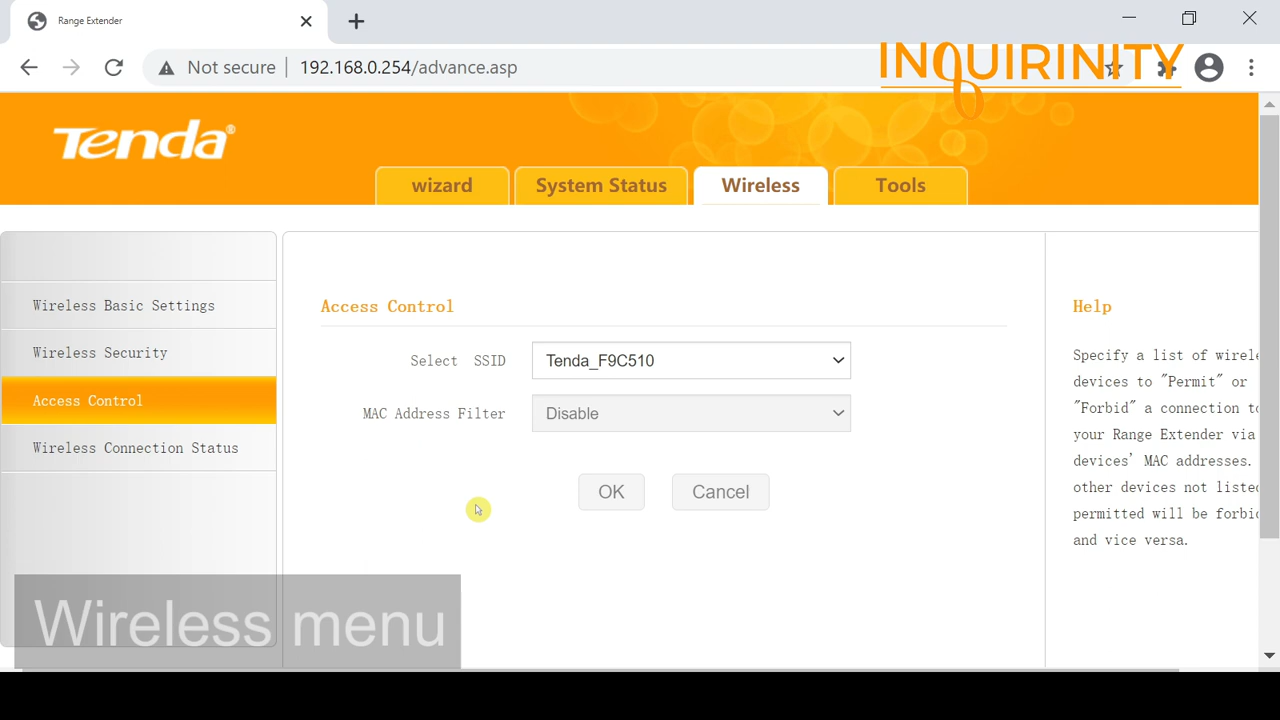 Range Extender
Not secure
192.168.0.254/advance.asp
INQUIRINITY
Tenda
wizard
System Status
Wireless
Tools
Wireless Basic Settings
Wireless Security
Access Control
Wireless Connection Status
Access Control
Select SSID
Tenda_F9C510
MAC Address Filter
Disable
OK
Cancel
Help
Specify a list of wirele
devices to "Permit" or
"Forbid" a connection to
your Range Extender via
devices' MAC addresses.
other devices not listed
permitted will be forbid
and vice versa.
Wireless menu